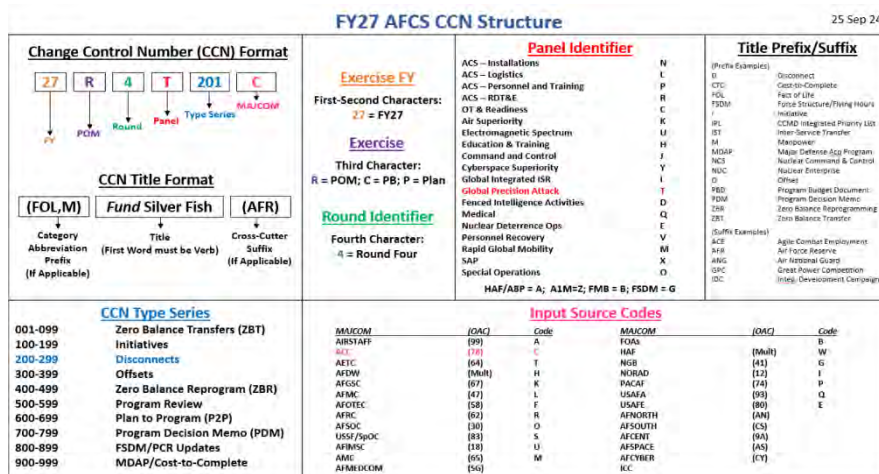 FY27 AFCS CCN Structure
25 Sep 24
Change Control Number (CCN) Format
27 R 4 T 201 C
MAJCOM
Type Series
Panel
Round
POM
FY
CCN Title Format
(FOL,M) Fund Silver Fish (AFR)
Category Abbreviation Prefix (If Applicable)
Title (First Word must be Verb)
Cross-Cutter Suffix (If Applicable)
Exercise FY
First-Second Characters:
27 = FY27
Exercise
Third Character:
R = POM; C = PB; P = Plan
Round Identifier
Fourth Character:
4 = Round Four
Panel Identifier
ACS – Installations N
ACS – Logistics L
ACS – Personnel and Training P
ACS – RDT&E R
OT & Readiness C
Air Superiority K
Electromagnetic Spectrum U
Education & Training H
Command and Control J
Cyberspace Superiority Y
Global Integrated ISR I
Global Precision Attack T
Fenced Intelligence Activities D
Medical Q
Nuclear Deterrence Ops E
Personnel Recovery V
Rapid Global Mobility M
SAP X
Special Operations O
HAF/ABP = A; A1M=Z; FMB = B; FSDM = G
Title Prefix/Suffix
(Prefix Examples)
D Disconnect
CTC Cost-to-Complete
FOL Fact of Life
FSDM Force Structure/Flying Hours
I Initiative
IPL CCMD Integrated Priority List
IST Inter-Service Transfer
M Manpower
MDAP Major Defense Acq Program
NCS Nuclear Command & Control
NUC Nuclear Enterprise
O Offset
PBD Program Budget Document
PDM Program Decision Memo
ZBR Zero Balance Reprogramming
ZBT Zero Balance Transfer
(Suffix Examples)
ACE Agile Combat Employment
AFR Air Force Reserve
ANG Air National Guard
GPC Great Power Competition
IDC Integ. Development Campaign
CCN Type Series
001-099 Zero Balance Transfers (ZBT)
100-199 Initiatives
200-299 Disconnects
300-399 Offsets
400-499 Zero Balance Reprogram (ZBR)
500-599 Program Review
600-699 Plan to Program (P2P)
700-799 Program Decision Memo (PDM)
800-899 FSDM/PCR Updates
900-999 MDAP/Cost-to-Complete
Input Source Codes
MAJCOM (OAC) Code MAJCOM (OAC) Code
AIRSTAFF (99) A FOAs B
ACC (78) C HAF (Mult) W
AETC (64) T NGB (41) G
AFDW (Mult) H NORAD (12) I
AFGSC (67) K PACAF (74) P
AFMC (47) L USAFA (93) Q
AFOTEC (58) F USAFE (80) E
AFRC (62) R AFNORTH (AN)
AFSOC (30) O AFSOUTH (CS)
USSF/SpOC (83) S AFCENT (9A)
AFIMSC (18) U AFSPACE (AS)
AMC (65) M AFCYBER (CY)
AFMEDCOM (5G) ICC